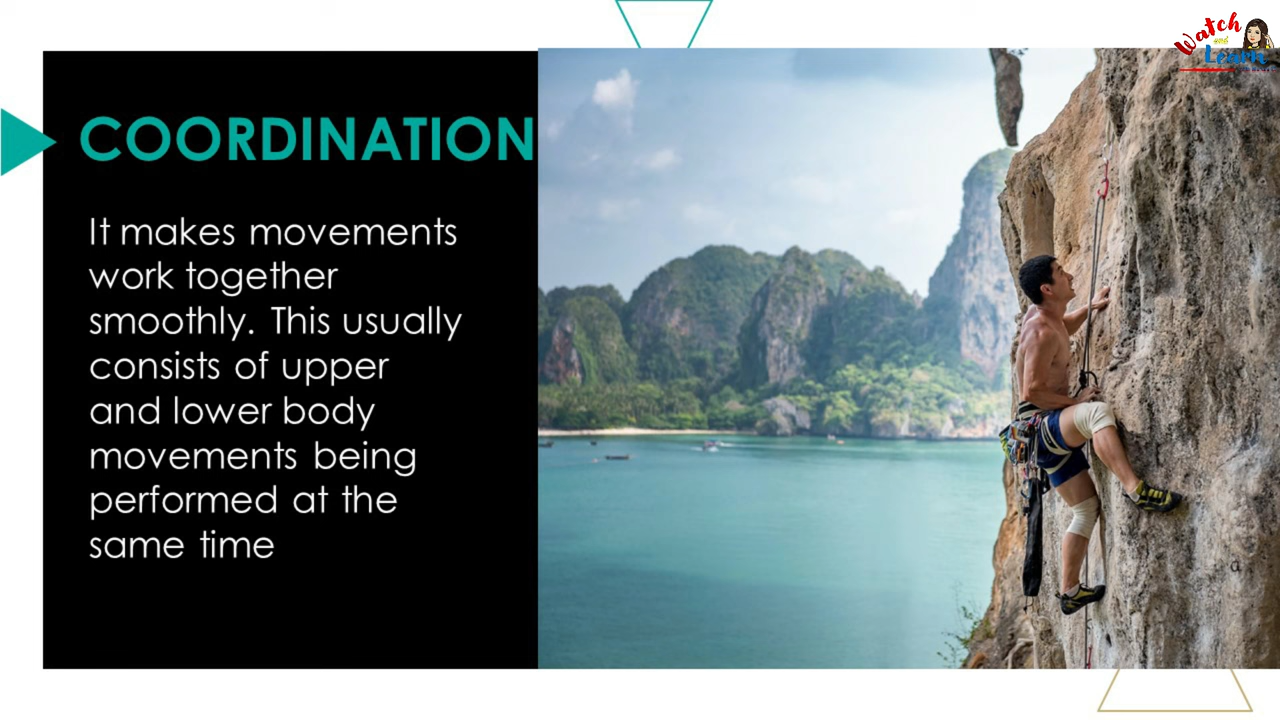 Watch
and
Learn
COORDINATION
It makes movements
work together
smoothly. This usually
consists of upper
and lower body
movements being
performed at the
same time